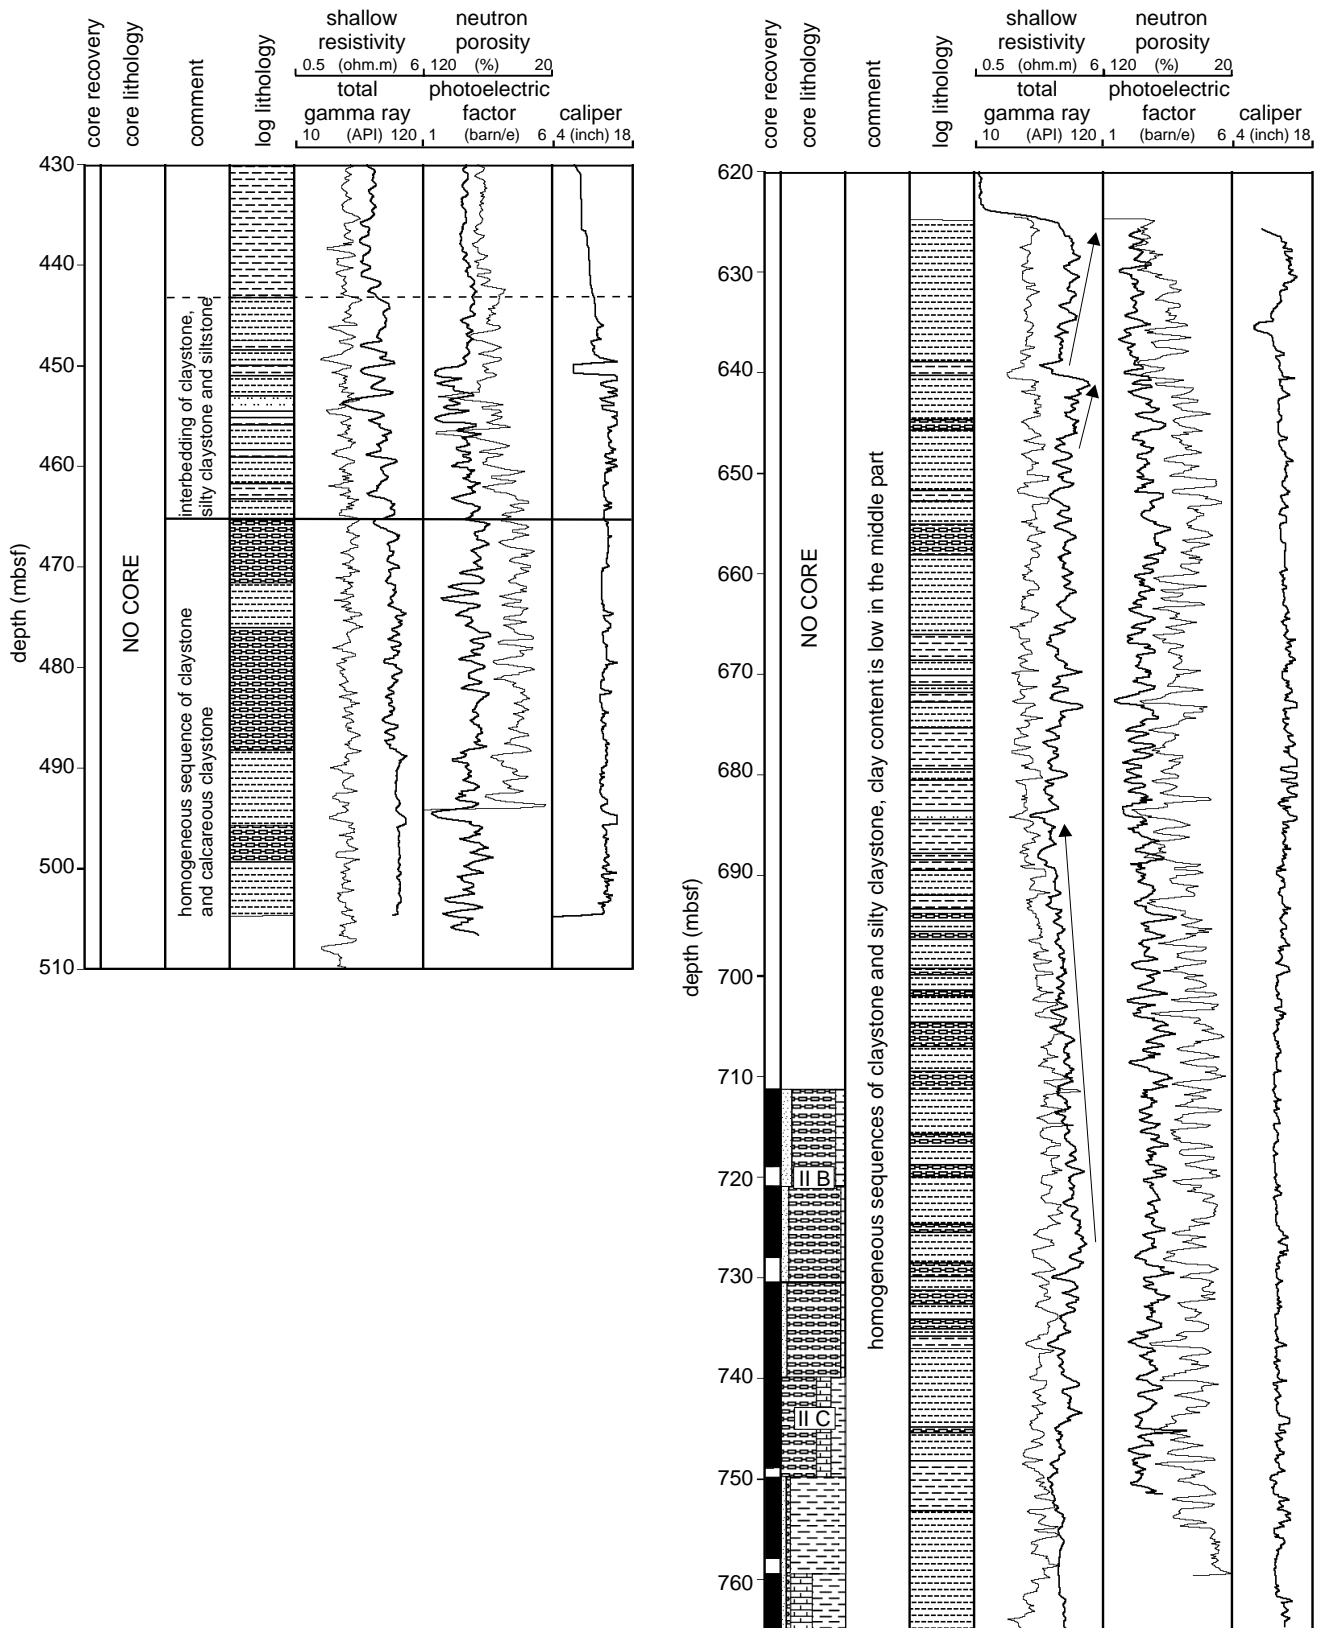 core recovery
core lithology
comment
log lithology
shallow
resistivity
0.5 (ohm.m) 6
total
gamma ray
10 (API) 120
neutron
porosity
120 (%) 20
photoelectric
factor
1 (barn/e) 6
caliper
4 (inch) 18
depth (mbsf)
430
440
450
460
470
480
490
500
510
NO CORE
interbedding of claystone,
silty claystone and siltstone
homogeneous sequence of claystone
and calcareous claystone
core recovery
core lithology
comment
log lithology
shallow
resistivity
0.5 (ohm.m) 6
total
gamma ray
10 (API) 120
neutron
porosity
120 (%) 20
photoelectric
factor
1 (barn/e) 6
caliper
4 (inch) 18
depth (mbsf)
620
630
640
650
660
670
680
690
700
710
720
730
740
750
760
NO CORE
II B
II C
homogeneous sequences of claystone and silty claystone, clay content is low in the middle part